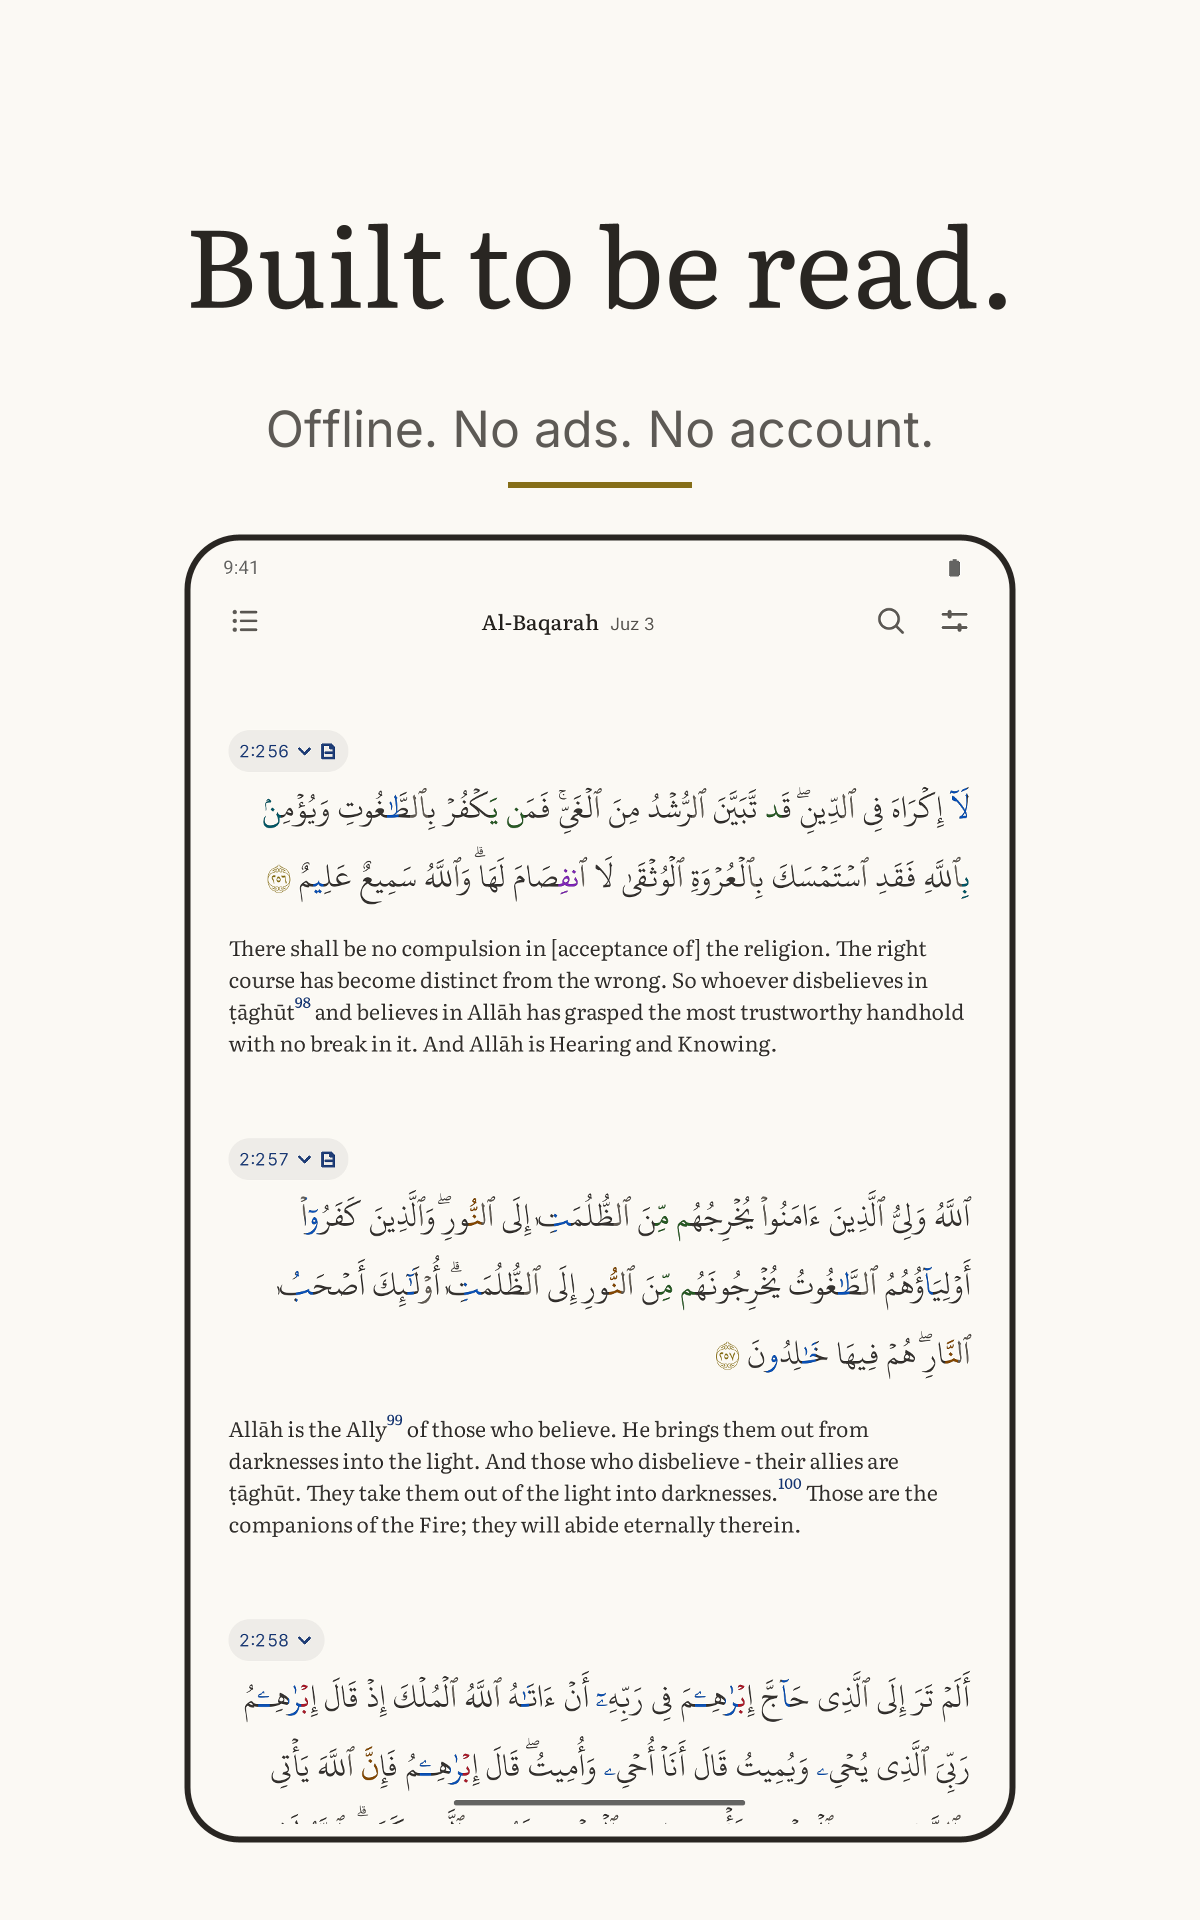 Built to be read.
Offline. No ads. No account.
9:41
Al-Baqarah Juz 3
2:256
لَآ إِكْرَاهَ فِى ٱلدِّينِ ۖ قَد تَّبَيَّنَ ٱلرُّشْدُ مِنَ ٱلْغَىِّ ۚ فَمَن يَكْفُرْ بِٱلطَّـٰغُوتِ وَيُؤْمِنۢ
بِٱللَّهِ فَقَدِ ٱسْتَمْسَكَ بِٱلْعُرْوَةِ ٱلْوُثْقَىٰ لَا ٱنفِصَامَ لَهَا ۗ وَٱللَّهُ سَمِيعٌ عَلِيمٌ ٢٥٦
There shall be no compulsion in [acceptance of] the religion. The right
course has become distinct from the wrong. So whoever disbelieves in
ṭāghūt98 and believes in Allāh has grasped the most trustworthy handhold
with no break in it. And Allāh is Hearing and Knowing.
2:257
ٱللَّهُ وَلِىُّ ٱلَّذِينَ ءَامَنُوا۟ يُخْرِجُهُم مِّنَ ٱلظُّلُمَـٰتِ إِلَى ٱلنُّورِ ۖ وَٱلَّذِينَ كَفَرُوٓا۟
أَوْلِيَآؤُهُمُ ٱلطَّـٰغُوتُ يُخْرِجُونَهُم مِّنَ ٱلنُّورِ إِلَى ٱلظُّلُمَـٰتِ ۗ أُو۟لَـٰٓئِكَ أَصْحَـٰبُ
ٱلنَّارِ ۖ هُمْ فِيهَا خَـٰلِدُونَ ٢٥٧
Allāh is the Ally99 of those who believe. He brings them out from
darknesses into the light. And those who disbelieve - their allies are
ṭāghūt. They take them out of the light into darknesses.100 Those are the
companions of the Fire; they will abide eternally therein.
2:258
أَلَمْ تَرَ إِلَى ٱلَّذِى حَآجَّ إِبْرَٰهِـۧمَ فِى رَبِّهِۦٓ أَنْ ءَاتَىٰهُ ٱللَّهُ ٱلْمُلْكَ إِذْ قَالَ إِبْرَٰهِـۧمُ
رَبِّىَ ٱلَّذِى يُحْىِۦ وَيُمِيتُ قَالَ أَنَا۠ أُحْىِۦ وَأُمِيتُ ۖ قَالَ إِبْرَٰهِـۧمُ فَإِنَّ ٱللَّهَ يَأْتِى